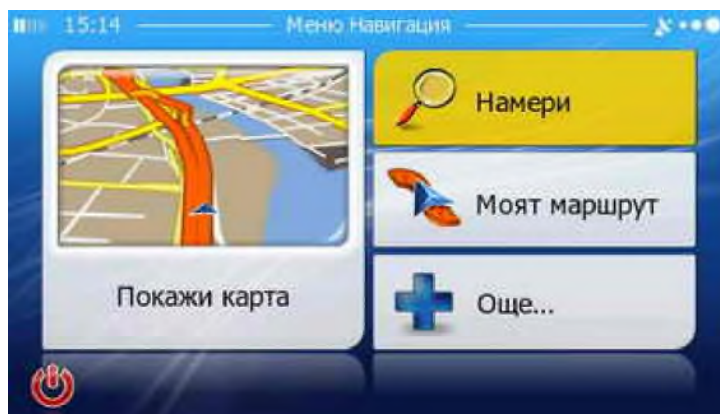 15:14
Меню Навигация
Намери
Моят маршрут
Покажи карта
Още...